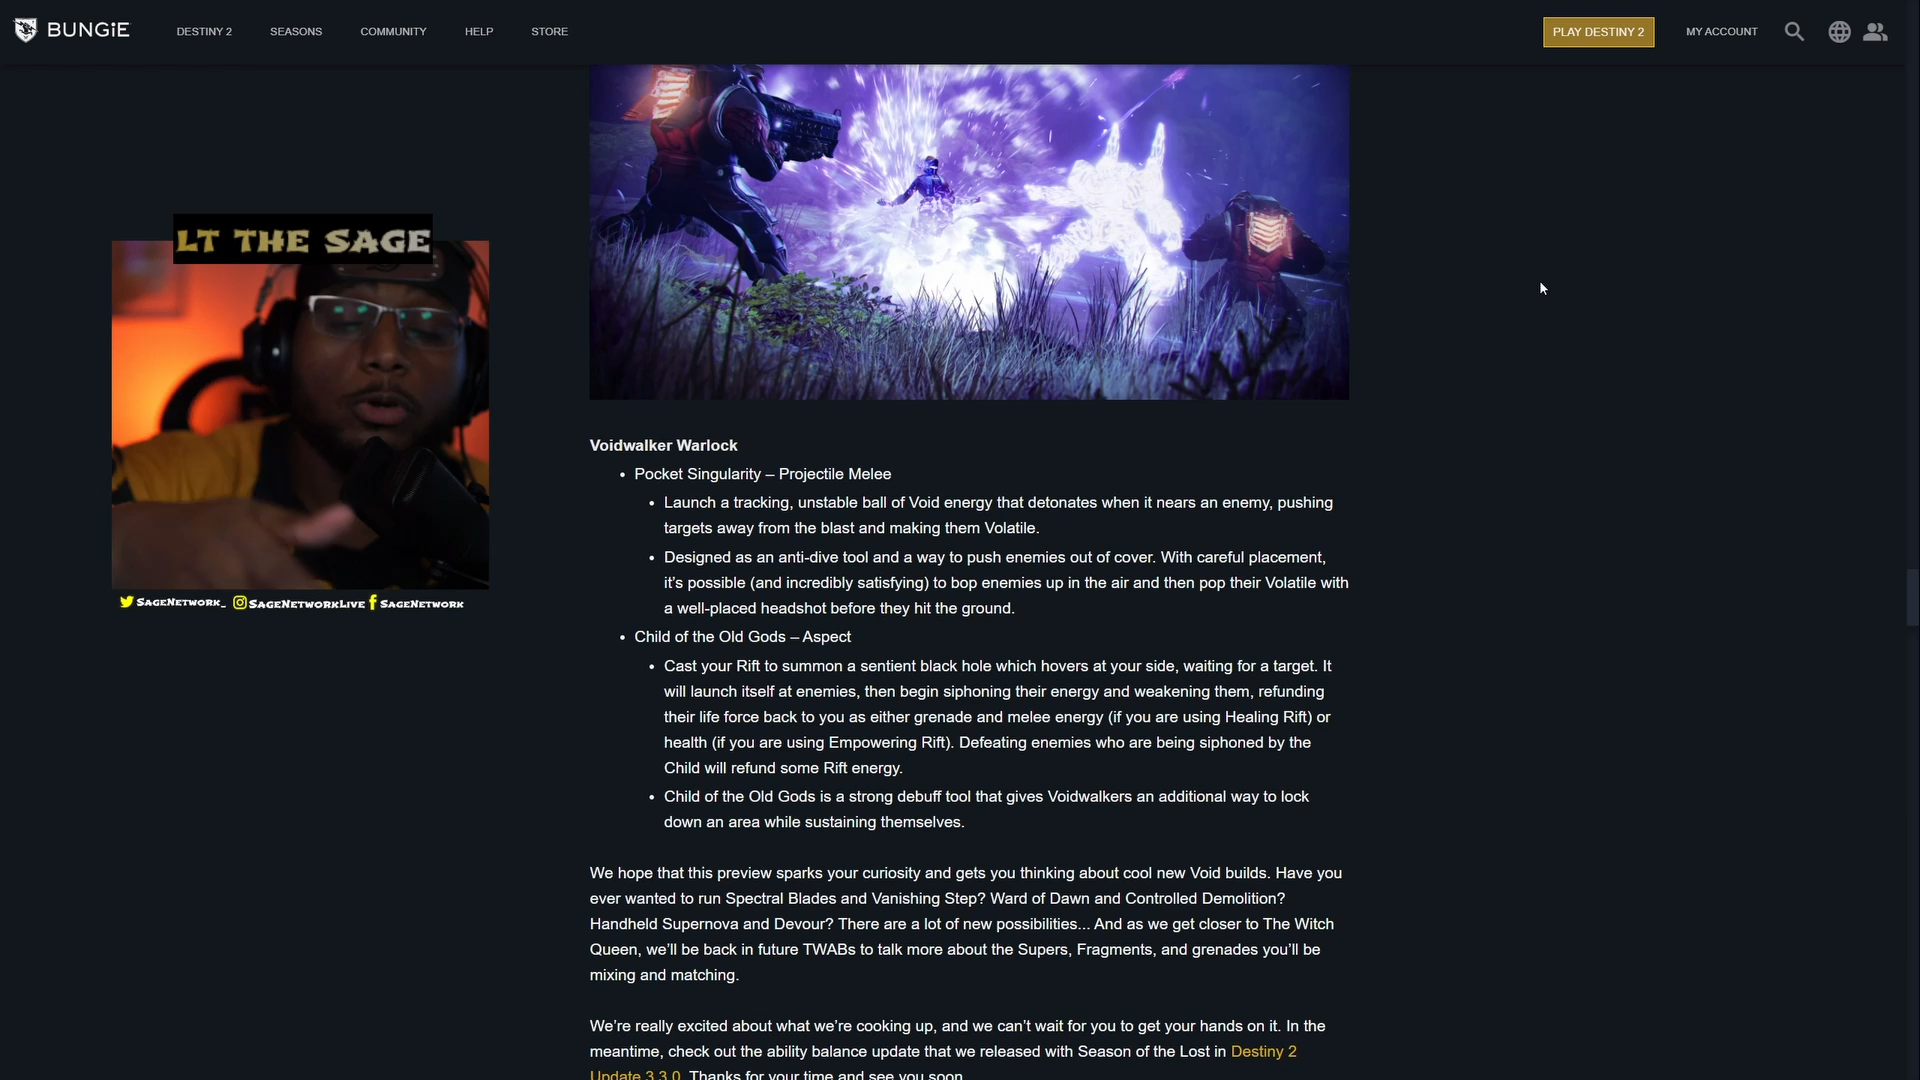 BUNGiE
DESTINY 2
SEASONS
COMMUNITY
HELP
STORE
PLAY DESTINY 2
MY ACCOUNT
LT THE SAGE
SageNetwork_ SageNetworkLive SageNetwork
Voidwalker Warlock
• Pocket Singularity – Projectile Melee
• Launch a tracking, unstable ball of Void energy that detonates when it nears an enemy, pushing
targets away from the blast and making them Volatile.
• Designed as an anti-dive tool and a way to push enemies out of cover. With careful placement,
it’s possible (and incredibly satisfying) to bop enemies up in the air and then pop their Volatile with
a well-placed headshot before they hit the ground.
• Child of the Old Gods – Aspect
• Cast your Rift to summon a sentient black hole which hovers at your side, waiting for a target. It
will launch itself at enemies, then begin siphoning their energy and weakening them, refunding
their life force back to you as either grenade and melee energy (if you are using Healing Rift) or
health (if you are using Empowering Rift). Defeating enemies who are being siphoned by the
Child will refund some Rift energy.
• Child of the Old Gods is a strong debuff tool that gives Voidwalkers an additional way to lock
down an area while sustaining themselves.
We hope that this preview sparks your curiosity and gets you thinking about cool new Void builds. Have you
ever wanted to run Spectral Blades and Vanishing Step? Ward of Dawn and Controlled Demolition?
Handheld Supernova and Devour? There are a lot of new possibilities... And as we get closer to The Witch
Queen, we’ll be back in future TWABs to talk more about the Supers, Fragments, and grenades you’ll be
mixing and matching.
We’re really excited about what we’re cooking up, and we can’t wait for you to get your hands on it. In the
meantime, check out the ability balance update that we released with Season of the Lost in Destiny 2
Update 3.3.0. Thanks for your time and see you soon.